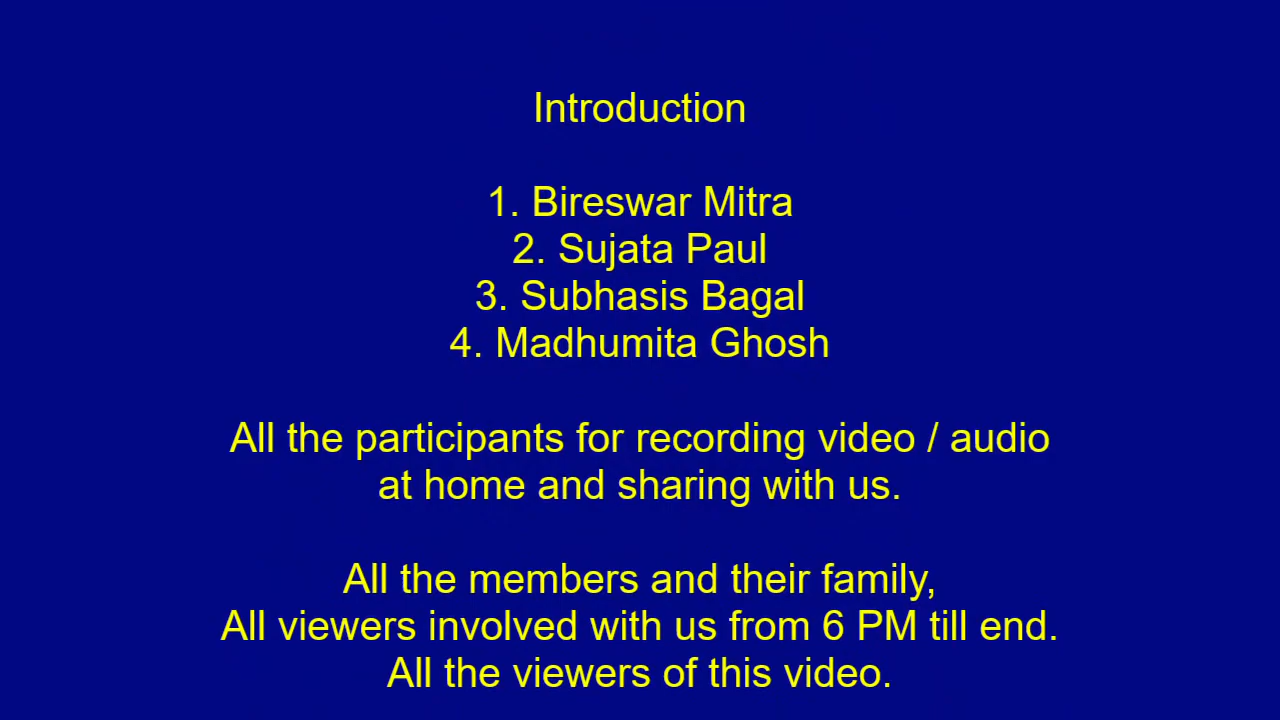 Introduction
1. Bireswar Mitra
2. Sujata Paul
3. Subhasis Bagal
4. Madhumita Ghosh
All the participants for recording video / audio
at home and sharing with us.
All the members and their family,
All viewers involved with us from 6 PM till end.
All the viewers of this video.